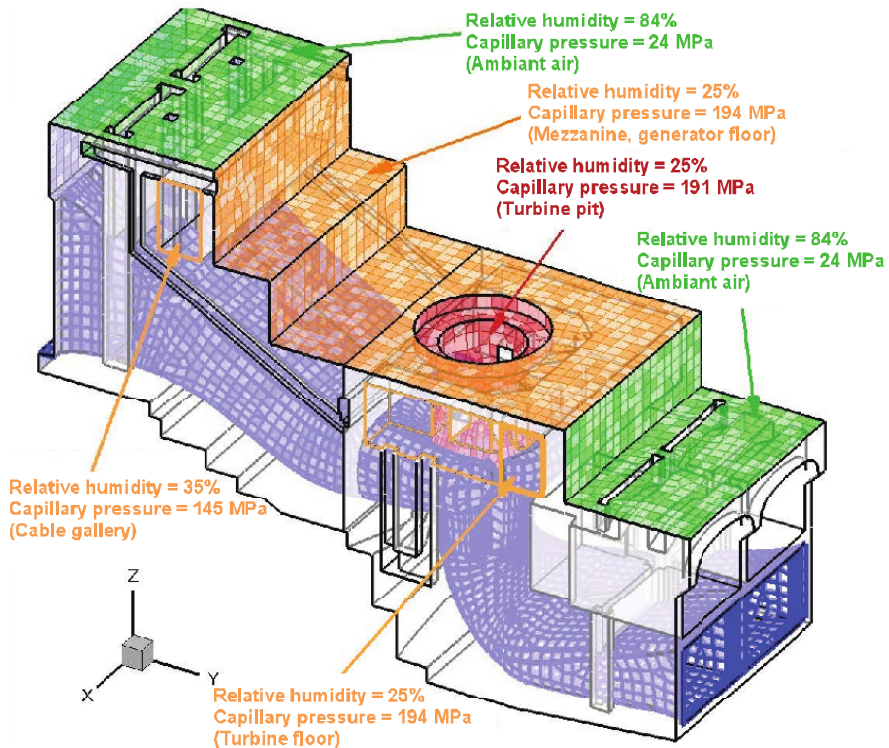 Relative humidity = 84%
Capillary pressure = 24 MPa
(Ambiant air)
Relative humidity = 25%
Capillary pressure = 194 MPa
(Mezzanine, generator floor)
Relative humidity = 25%
Capillary pressure = 191 MPa
(Turbine pit)
Relative humidity = 84%
Capillary pressure = 24 MPa
(Ambiant air)
Relative humidity = 35%
Capillary pressure = 145 MPa
(Cable gallery)
Z
Y
X
Relative humidity = 25%
Capillary pressure = 194 MPa
(Turbine floor)